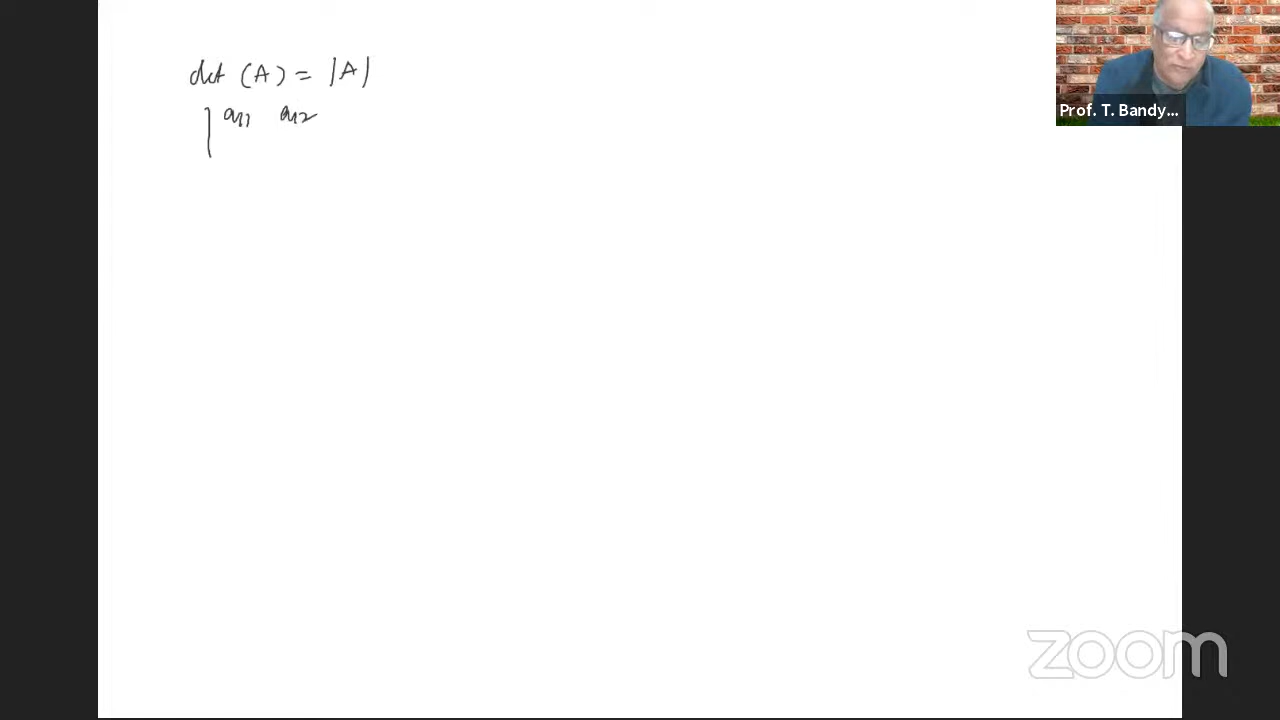 det (A) = |A|
| a11 a12
Prof. T. Bandy...
zoom